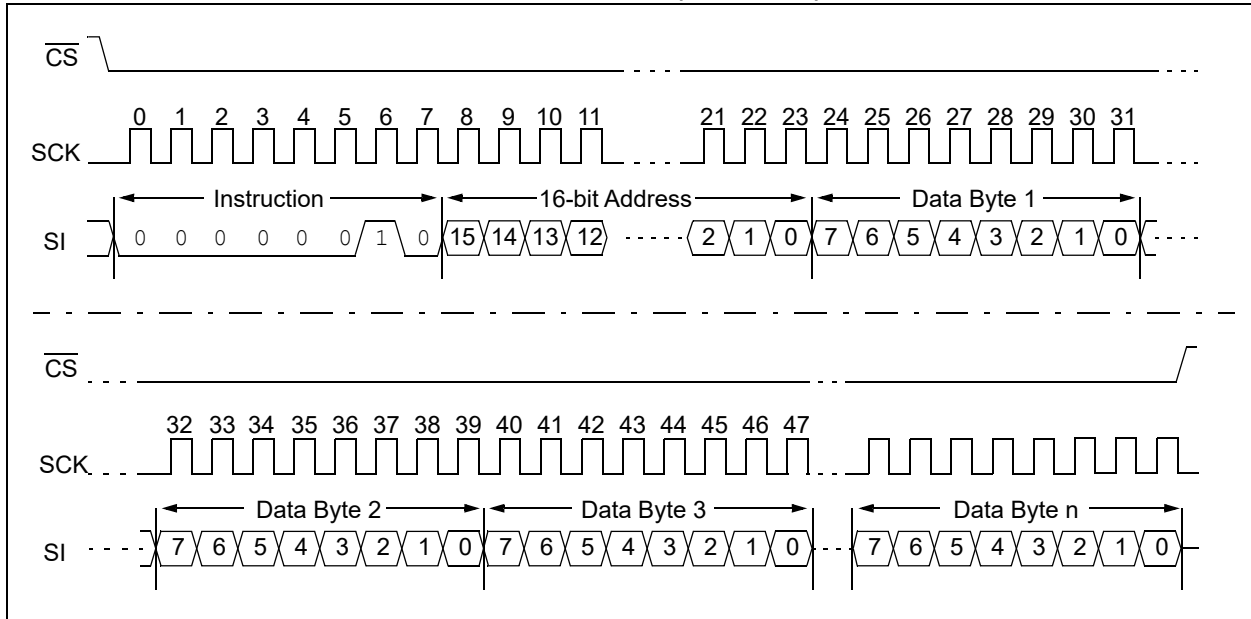 CS
0 1 2 3 4 5 6 7 8 9 10 11 21 22 23 24 25 26 27 28 29 30 31
SCK
Instruction 16-bit Address Data Byte 1
SI 0 0 0 0 0 0 1 0 15 14 13 12 2 1 0 7 6 5 4 3 2 1 0
CS
32 33 34 35 36 37 38 39 40 41 42 43 44 45 46 47
SCK
Data Byte 2 Data Byte 3 Data Byte n
SI 7 6 5 4 3 2 1 0 7 6 5 4 3 2 1 0 7 6 5 4 3 2 1 0